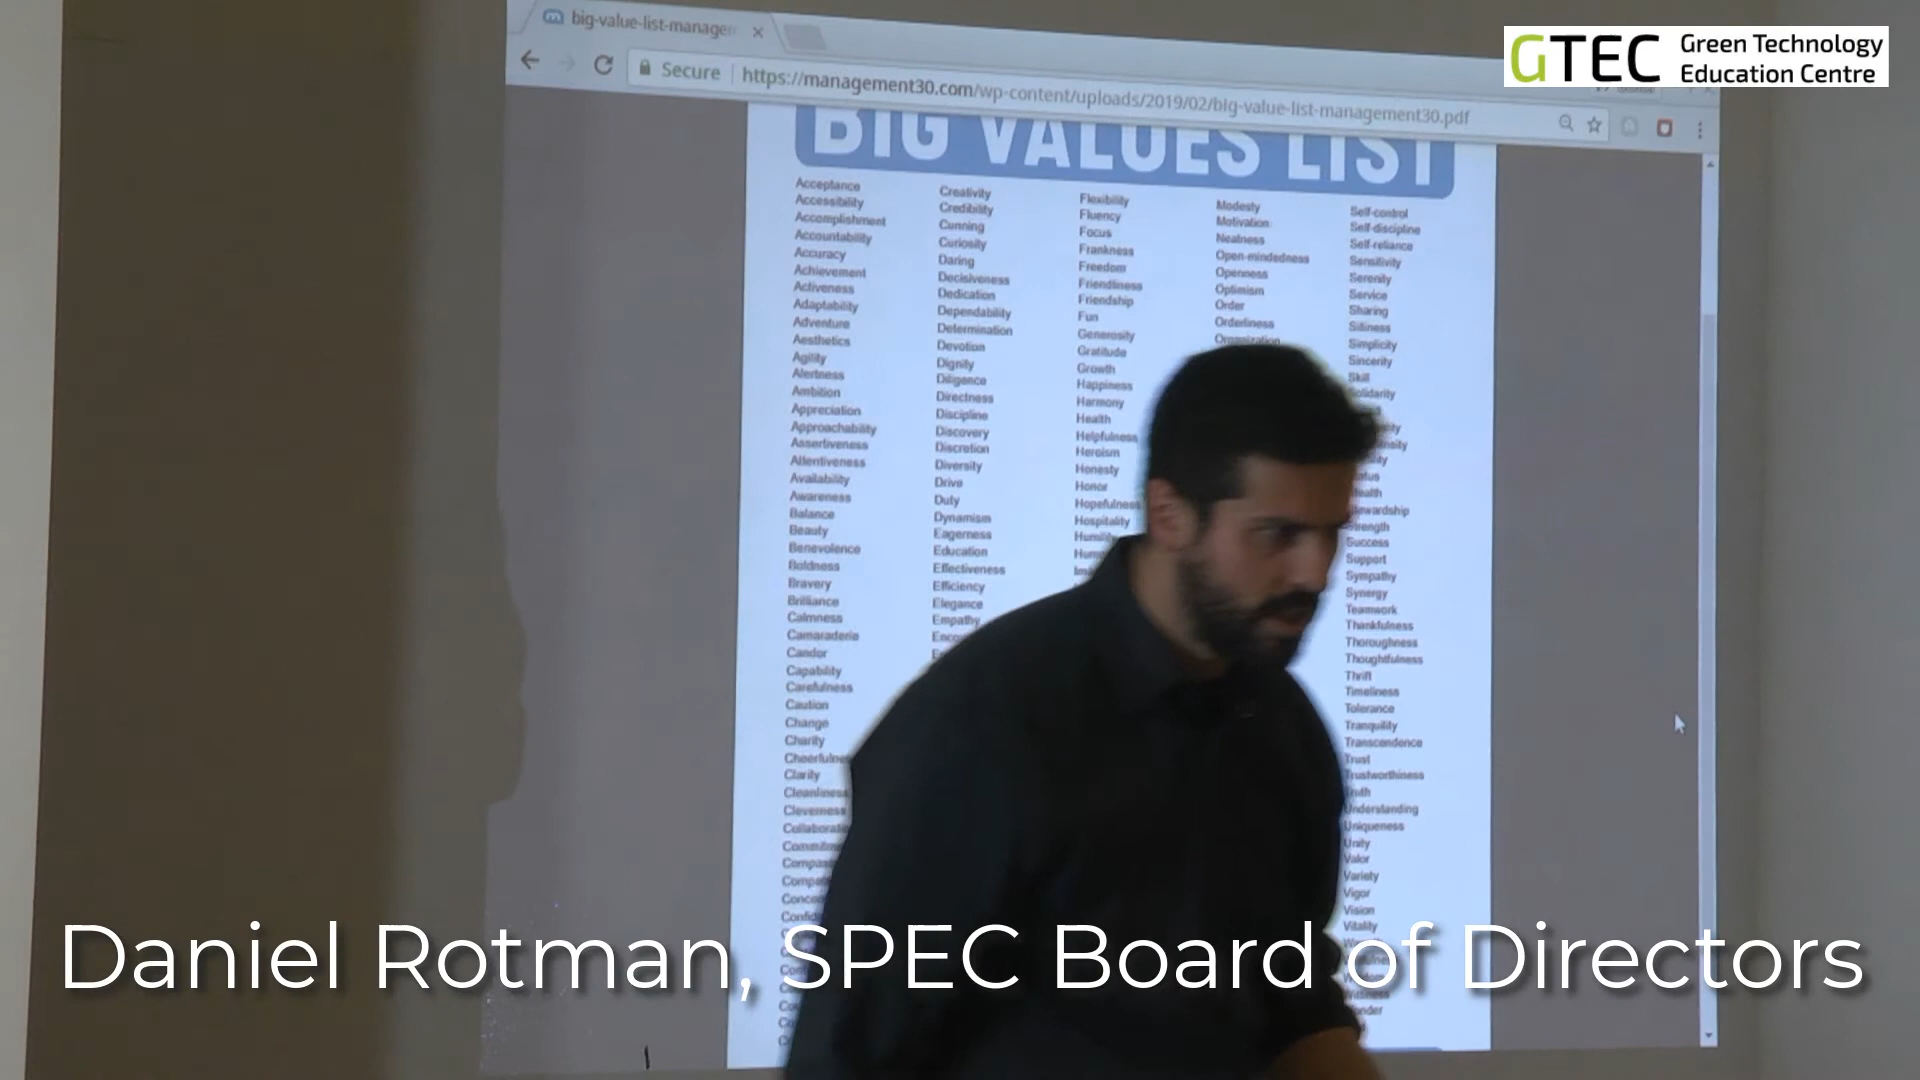 big-value-list-managem
GTEC Green Technology
Education Centre
Secure
https://management30.com/wp-content/uploads/2019/02/big-value-list-management30.pdf
BIG VALUES LIST
Acceptance
Accessibility
Accomplishment
Accountability
Accuracy
Achievement
Activeness
Adaptability
Adventure
Aesthetics
Agility
Alertness
Ambition
Appreciation
Approachability
Assertiveness
Attentiveness
Availability
Awareness
Balance
Beauty
Benevolence
Boldness
Bravery
Brilliance
Calmness
Camaraderie
Candor
Capability
Carefulness
Caution
Change
Charity
Cheerfulnes
Clarity
Cleanliness
Cleverness
Creativity
Credibility
Cunning
Curiosity
Daring
Decisiveness
Dedication
Dependability
Determination
Devotion
Dignity
Diligence
Directness
Discipline
Discovery
Discretion
Diversity
Drive
Duty
Dynamism
Eagerness
Education
Effectiveness
Efficiency
Elegance
Empathy
Flexibility
Fluency
Focus
Frankness
Freedom
Friendliness
Friendship
Fun
Generosity
Gratitude
Growth
Happiness
Harmony
Health
Helpfulness
Heroism
Honesty
Honor
Hopefulness
Hospitality
Modesty
Motivation
Neatness
Open-mindedness
Openness
Optimism
Order
Orderliness
Organization
Self-control
Self-discipline
Self-reliance
Sensitivity
Serenity
Service
Sharing
Silliness
Simplicity
Sincerity
Skill
Solidarity
Success
Support
Sympathy
Synergy
Teamwork
Thankfulness
Thoroughness
Thoughtfulness
Thrift
Timeliness
Tolerance
Tranquility
Transcendence
Trust
Trustworthiness
Understanding
Uniqueness
Unity
Valor
Variety
Vigor
Vision
Vitality
Daniel Rotman, SPEC Board of Directors